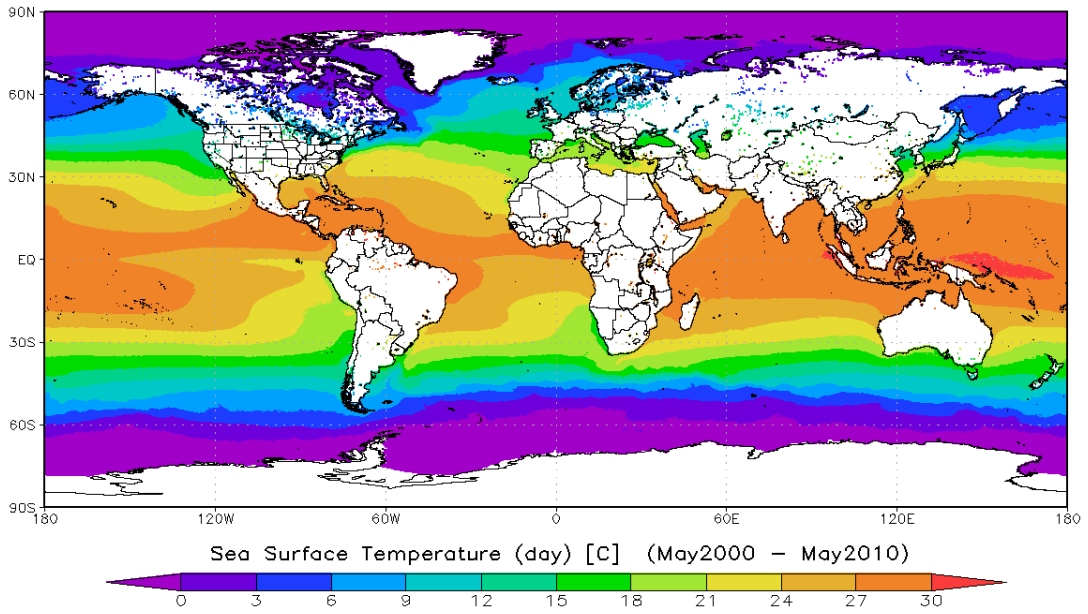 90N
60N
30N
EQ
30S
60S
90S
180 120W 60W 0 60E 120E 180
Sea Surface Temperature (day) [C] (May2000 – May2010)
0 3 6 9 12 15 18 21 24 27 30